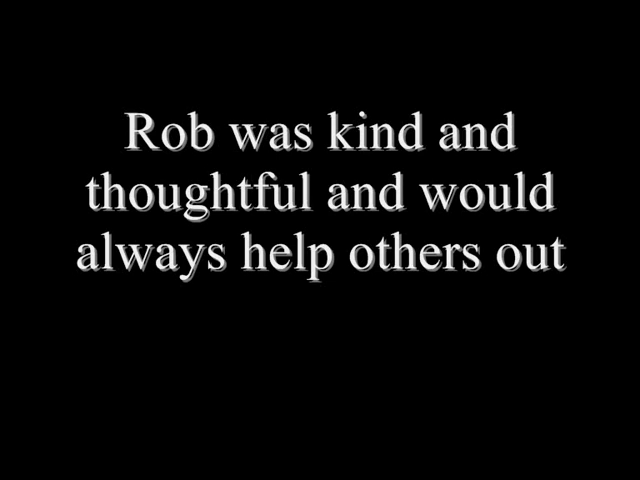 Rob was kind and
thoughtful and would
always help others out